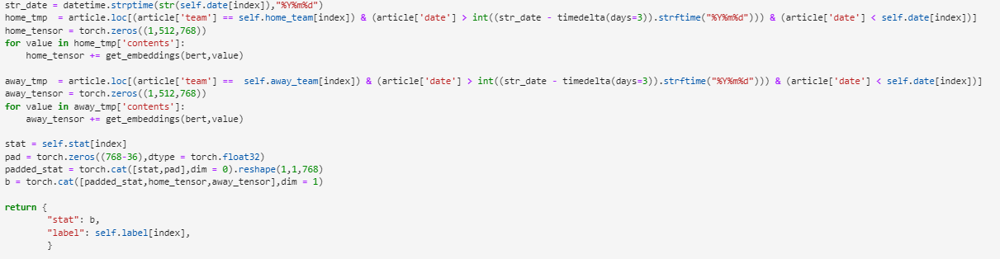 str_date = datetime.strptime(str(self.date[index]),"%Y%m%d")
home_tmp  = article.loc[(article['team'] == self.home_team[index]) & (article['date'] > int((str_date - timedelta(days=3)).strftime("%Y%m%d"))) & (article['date'] < self.date[index])]
home_tensor = torch.zeros((1,512,768))
for value in home_tmp['contents']:
    home_tensor += get_embeddings(bert,value)

away_tmp  = article.loc[(article['team'] ==  self.away_team[index]) & (article['date'] > int((str_date - timedelta(days=3)).strftime("%Y%m%d"))) & (article['date'] < self.date[index])]
away_tensor = torch.zeros((1,512,768))
for value in away_tmp['contents']:
    away_tensor += get_embeddings(bert,value)

stat = self.stat[index]
pad = torch.zeros((768-36),dtype = torch.float32)
padded_stat = torch.cat([stat,pad],dim = 0).reshape(1,1,768)
b = torch.cat([padded_stat,home_tensor,away_tensor],dim = 1)

return {
        "stat": b,
        "label": self.label[index],
        }